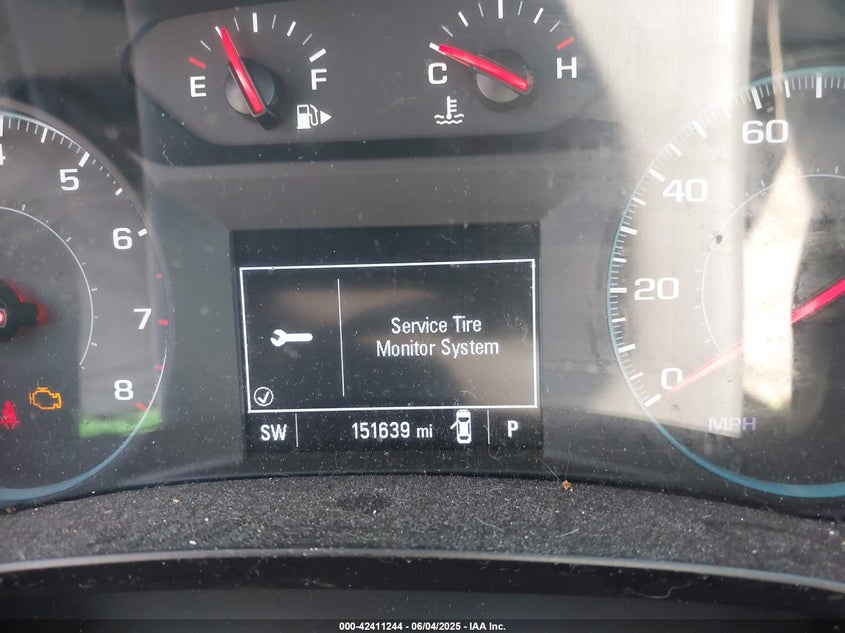 E F
C H
4
5
6
7
8
60
40
20
0
MPH
Service Tire
Monitor System
SW 151639 mi P
000-42411244 | 06/04/2025 - IAA Inc.